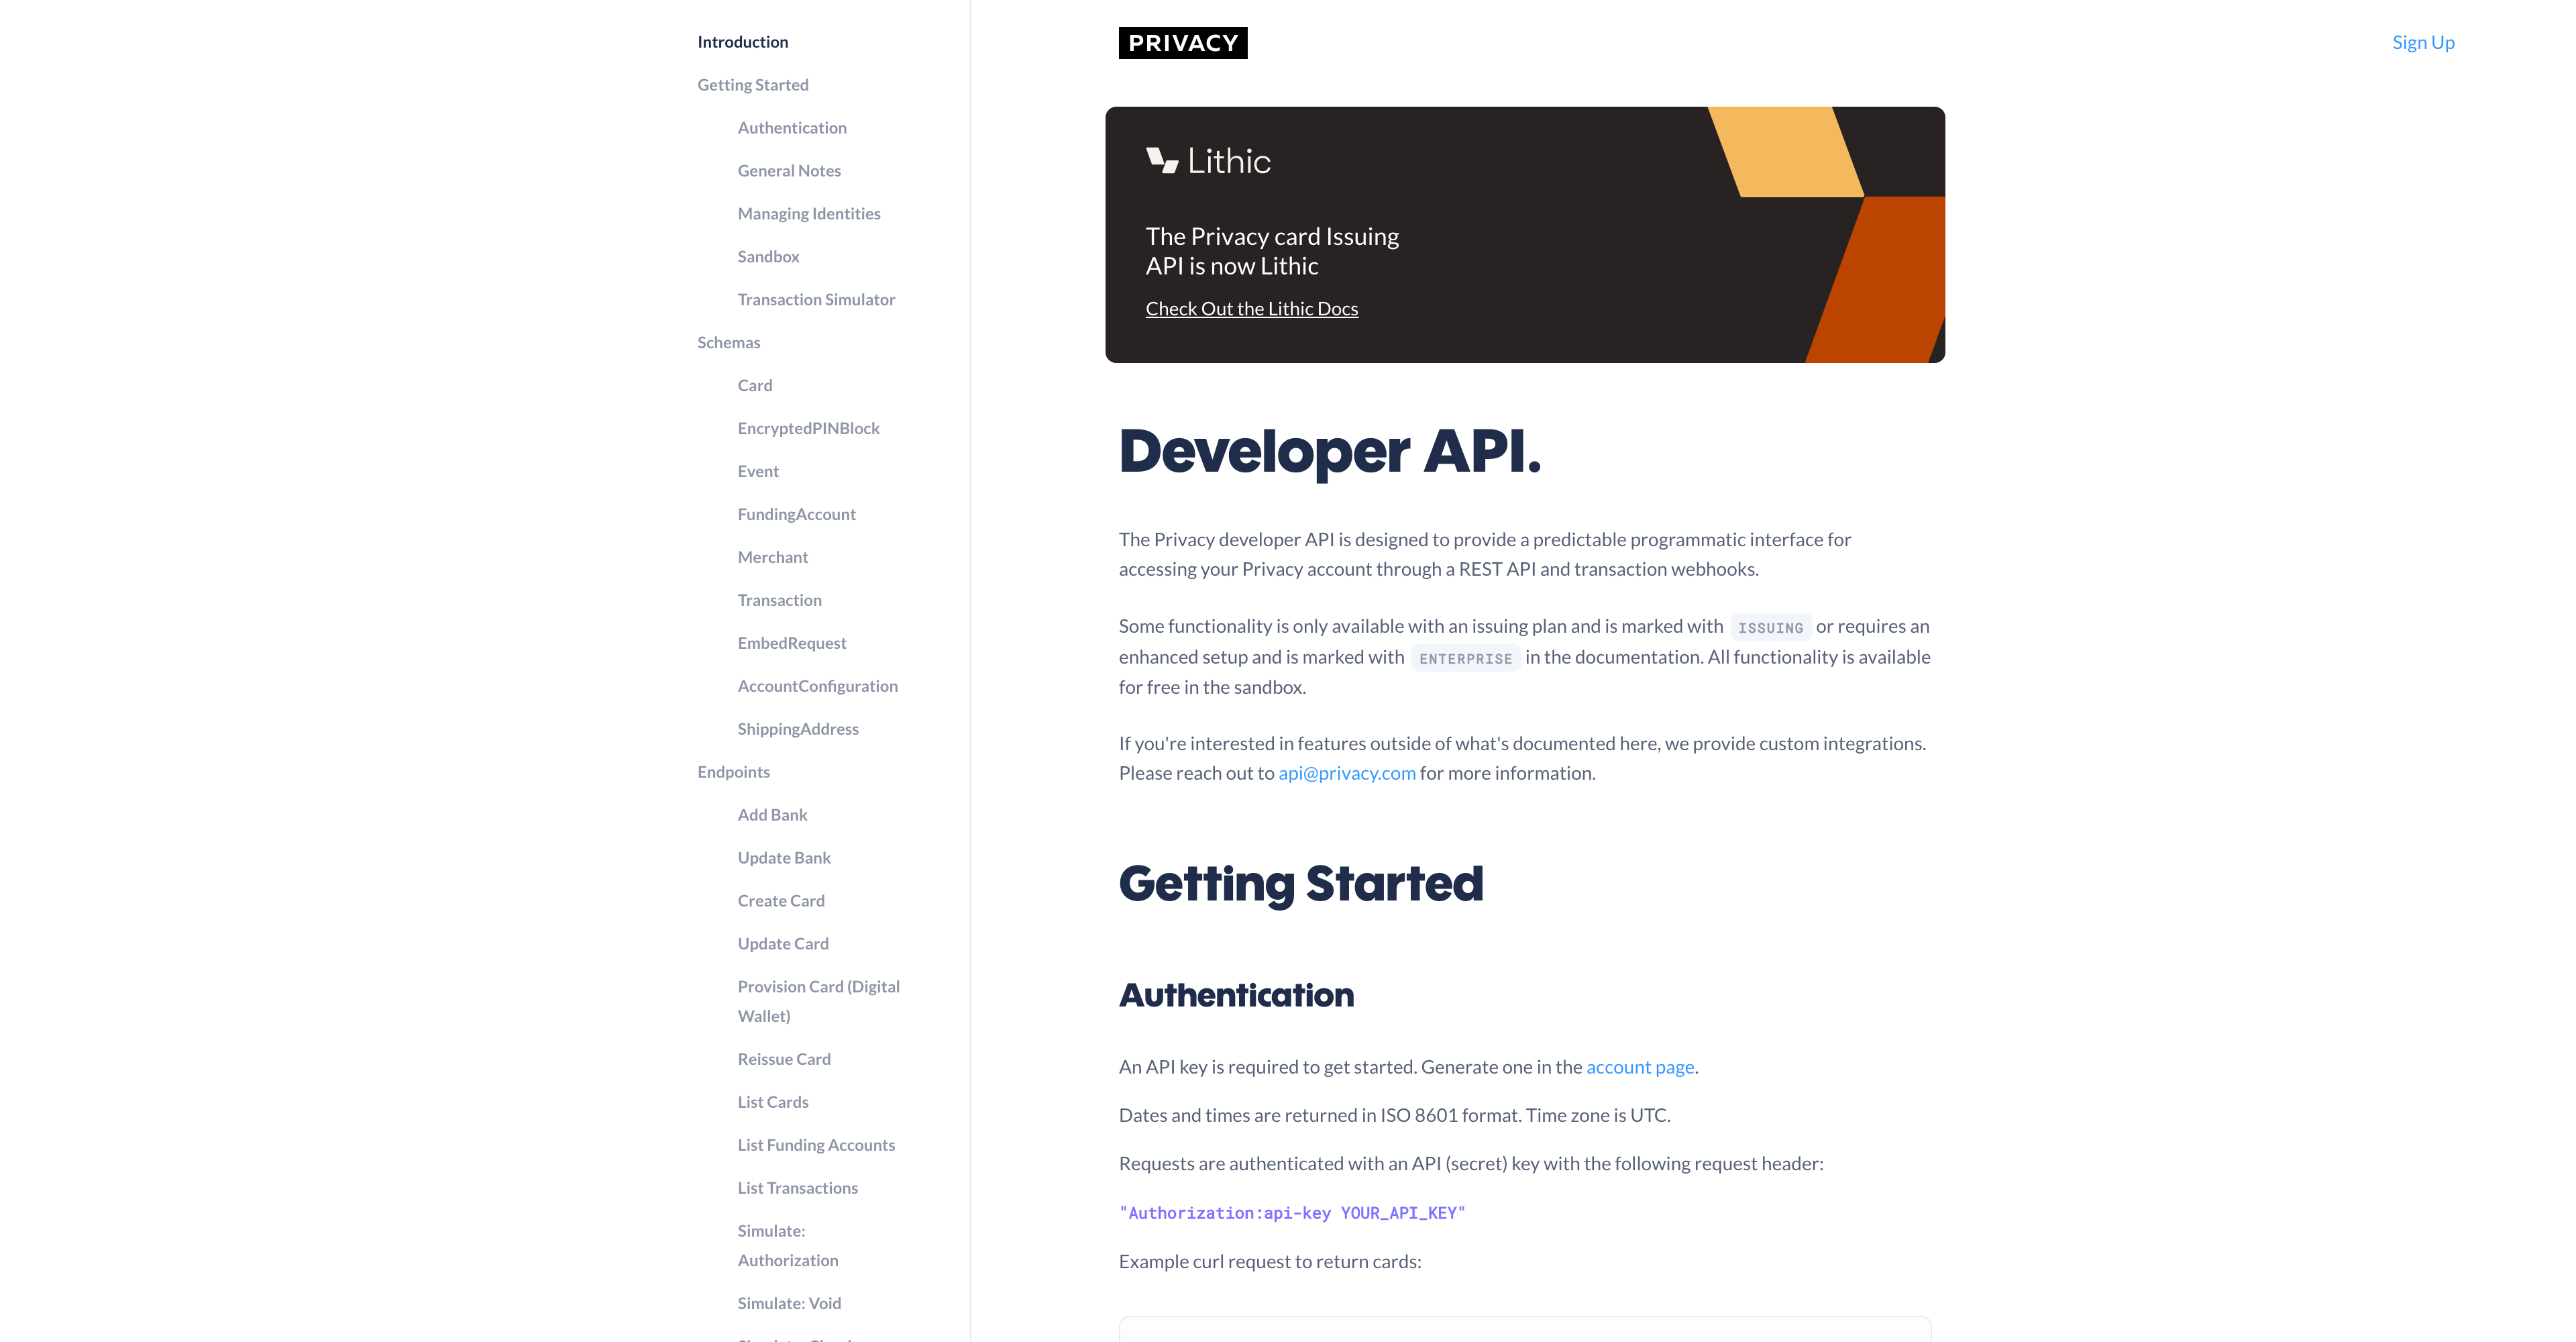 Introduction
Getting Started
Authentication
General Notes
Managing Identities
Sandbox
Transaction Simulator
Schemas
Card
EncryptedPINBlock
Event
FundingAccount
Merchant
Transaction
EmbedRequest
AccountConfiguration
ShippingAddress
Endpoints
Add Bank
Update Bank
Create Card
Update Card
Provision Card (Digital
Wallet)
Reissue Card
List Cards
List Funding Accounts
List Transactions
Simulate:
Authorization
Simulate: Void
PRIVACY
Sign Up
Lithic
The Privacy card Issuing
API is now Lithic
Check Out the Lithic Docs
Developer API.
The Privacy developer API is designed to provide a predictable programmatic interface for
accessing your Privacy account through a REST API and transaction webhooks.
Some functionality is only available with an issuing plan and is marked with ISSUING or requires an
enhanced setup and is marked with ENTERPRISE in the documentation. All functionality is available
for free in the sandbox.
If you're interested in features outside of what's documented here, we provide custom integrations.
Please reach out to api@privacy.com for more information.
Getting Started
Authentication
An API key is required to get started. Generate one in the account page.
Dates and times are returned in ISO 8601 format. Time zone is UTC.
Requests are authenticated with an API (secret) key with the following request header:
"Authorization:api-key YOUR_API_KEY"
Example curl request to return cards: